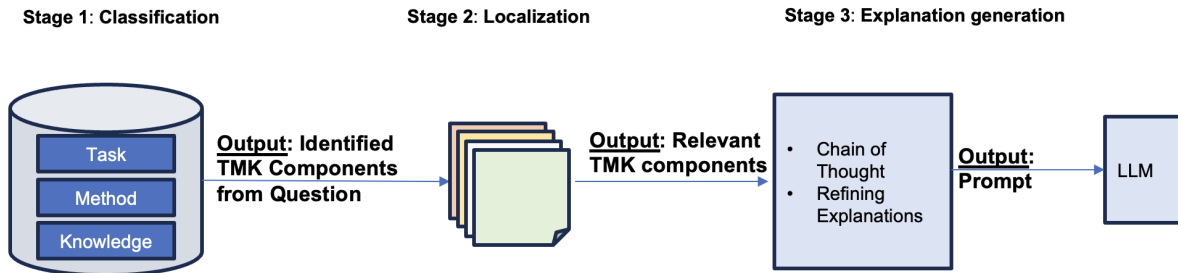 Stage 1: Classification
Stage 2: Localization
Stage 3: Explanation generation
Task
Method
Knowledge
Output: Identified
TMK Components
from Question
Output: Relevant
TMK components
• Chain of
Thought
• Refining
Explanations
Output:
Prompt
LLM